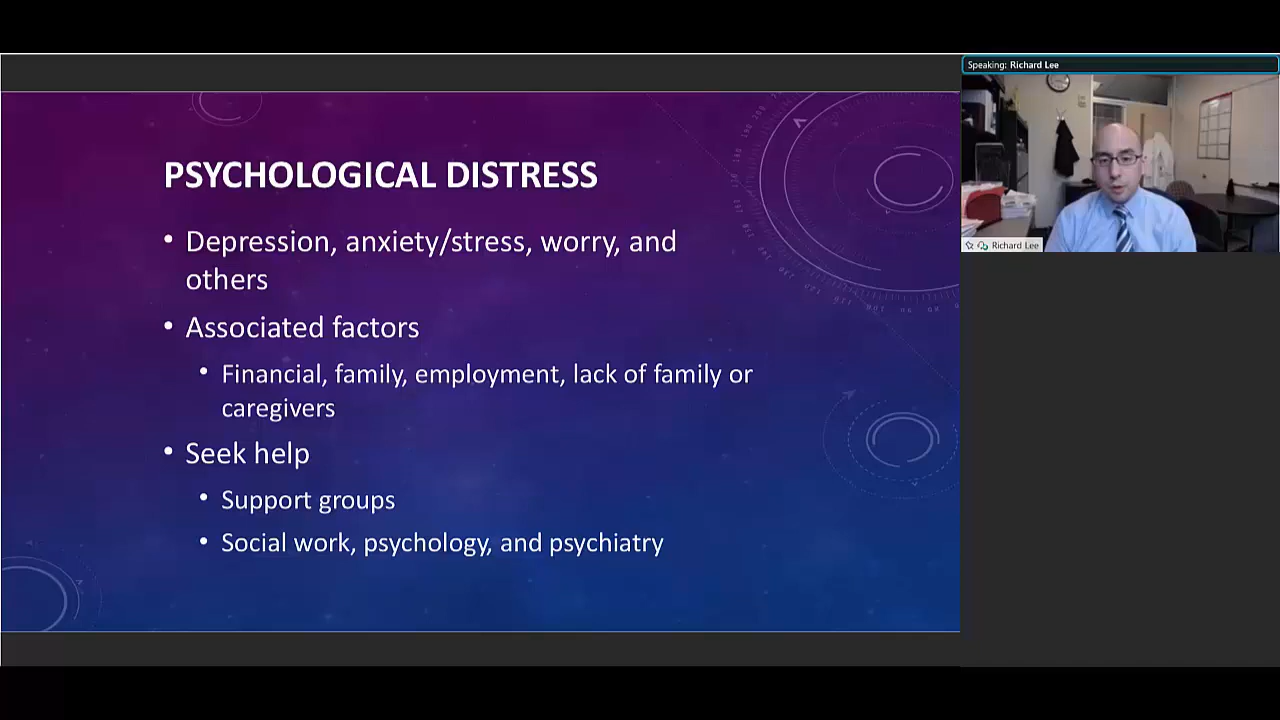 Speaking: Richard Lee
PSYCHOLOGICAL DISTRESS
• Depression, anxiety/stress, worry, and
others
• Associated factors
• Financial, family, employment, lack of family or
caregivers
• Seek help
• Support groups
• Social work, psychology, and psychiatry
Richard Lee